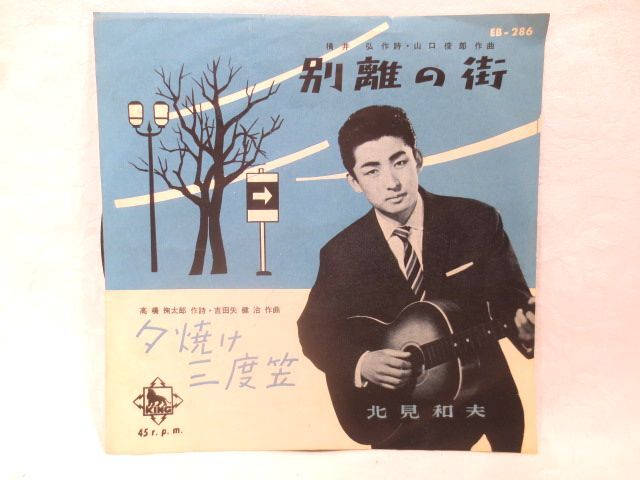 EB-286
横井 弘 作詩・山口俊郎 作曲
別離の街
高橋掬太郎 作詩・吉田矢 健治 作曲
夕焼け
三度笠
北見和夫
KING
45 r.p.m.